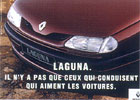 LAGUNA.
IL N'Y A PAS QUE CEUX QUI CONDUISENT
QUI AIMENT LES VOITURES.